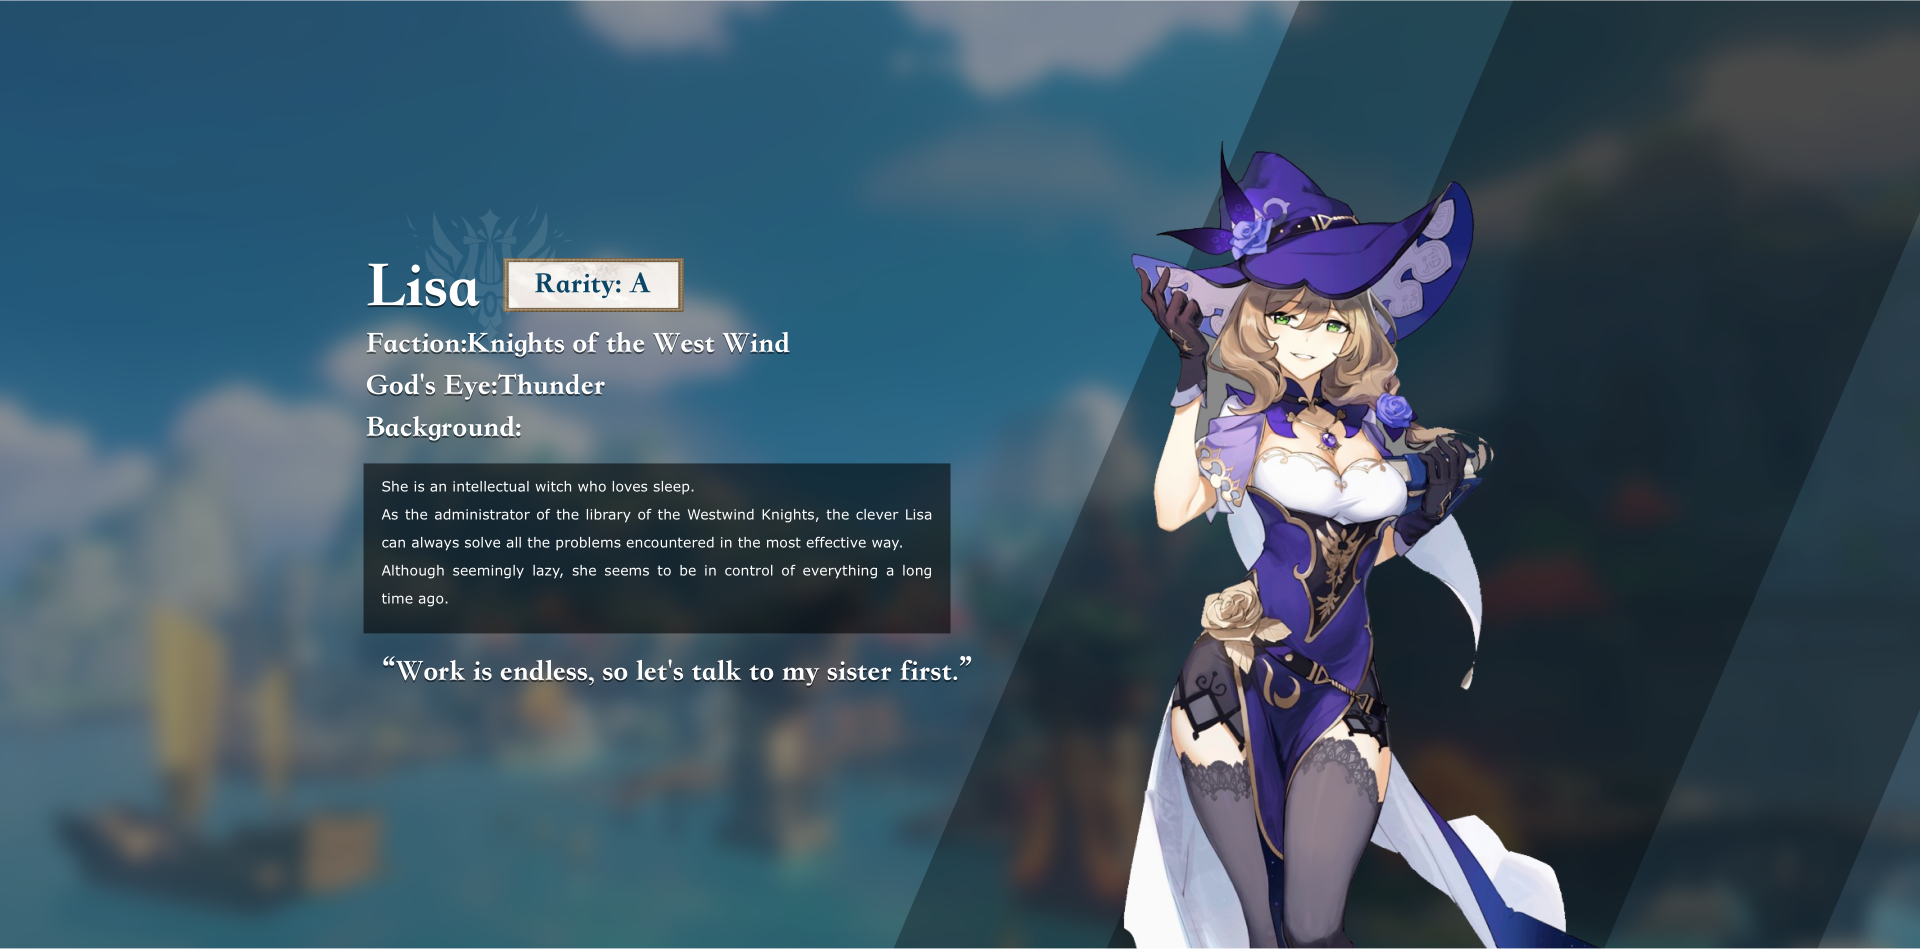 Lisa
Rarity: A
Faction:Knights of the West Wind
God's Eye:Thunder
Background:
She is an intellectual witch who loves sleep.
As the administrator of the library of the Westwind Knights, the clever Lisa
can always solve all the problems encountered in the most effective way.
Although seemingly lazy, she seems to be in control of everything a long
time ago.
“Work is endless, so let's talk to my sister first.”